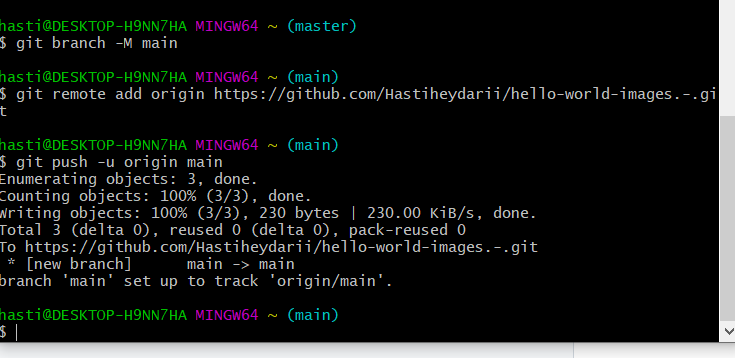 hasti@DESKTOP-H9NN7HA MINGW64 ~ (master)
$ git branch -M main
hasti@DESKTOP-H9NN7HA MINGW64 ~ (main)
$ git remote add origin https://github.com/Hastiheydarii/hello-world-images.-.gi
t
hasti@DESKTOP-H9NN7HA MINGW64 ~ (main)
$ git push -u origin main
Enumerating objects: 3, done.
Counting objects: 100% (3/3), done.
Writing objects: 100% (3/3), 230 bytes | 230.00 KiB/s, done.
Total 3 (delta 0), reused 0 (delta 0), pack-reused 0
To https://github.com/Hastiheydarii/hello-world-images.-.git
 * [new branch]      main -> main
branch 'main' set up to track 'origin/main'.
hasti@DESKTOP-H9NN7HA MINGW64 ~ (main)
$